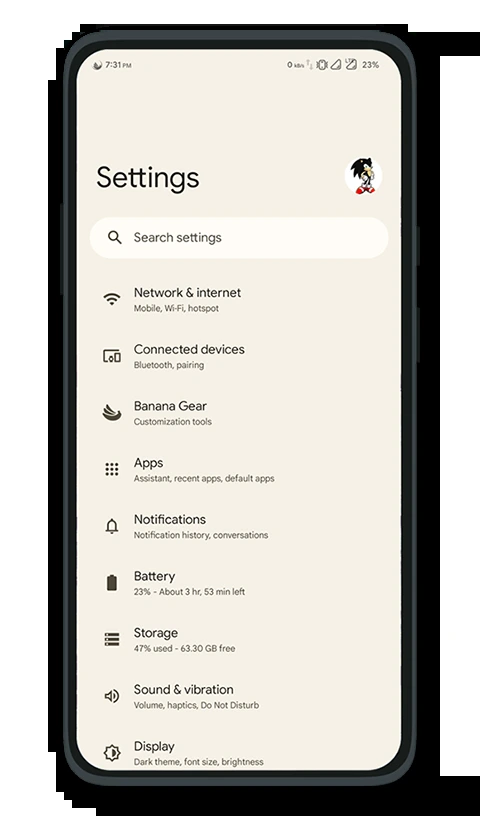 7:31 PM 0 kB/s 23%
Settings
Search settings
Network & internet
Mobile, Wi-Fi, hotspot
Connected devices
Bluetooth, pairing
Banana Gear
Customization tools
Apps
Assistant, recent apps, default apps
Notifications
Notification history, conversations
Battery
23% - About 3 hr, 53 min left
Storage
47% used - 63.30 GB free
Sound & vibration
Volume, haptics, Do Not Disturb
Display
Dark theme, font size, brightness